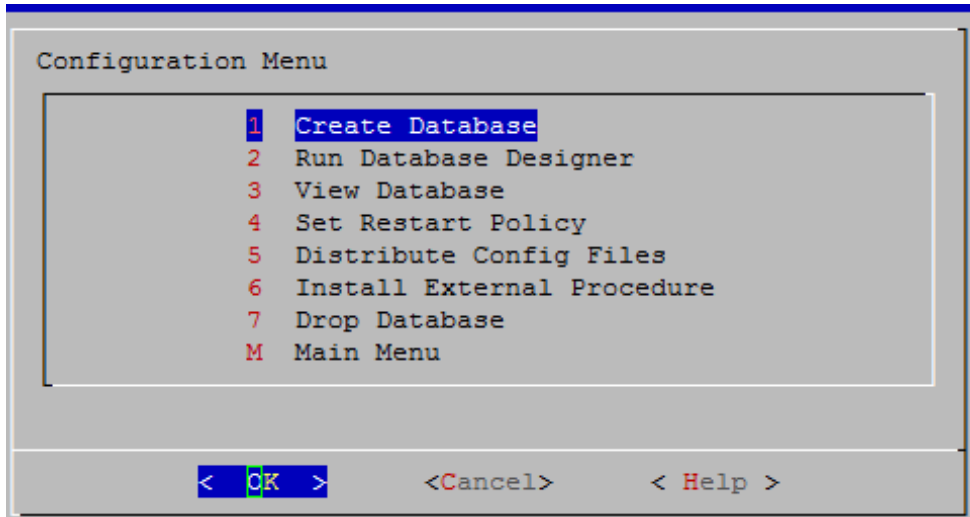 Configuration Menu
1 Create Database
2 Run Database Designer
3 View Database
4 Set Restart Policy
5 Distribute Config Files
6 Install External Procedure
7 Drop Database
M Main Menu
< OK > <Cancel> < Help >